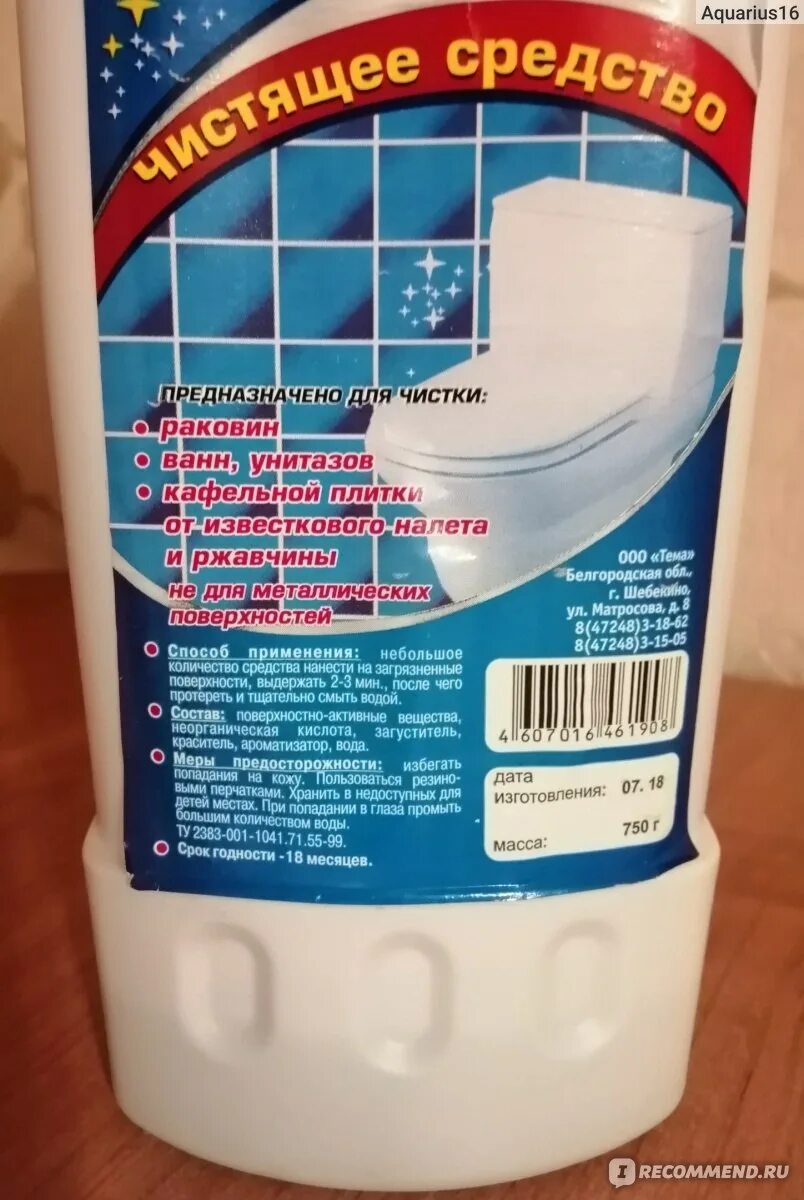 Aquarius16
чистящее средство
ПРЕДНАЗНАЧЕНО ДЛЯ ЧИСТКИ:
• раковин
• ванн, унитазов
• кафельной плитки
от известкового налета
и ржавчины
не для металлических
поверхностей
ООО «Тема»
Белгородская обл.,
г. Шебекино,
ул. Матросова, д. 8
8(47248)3-18-62
8(47248)3-15-05
• Способ применения: небольшое
количество средства нанести на загрязненные
поверхности, выдержать 2-3 мин., после чего
протереть и тщательно смыть водой.
• Состав: поверхностно-активные вещества,
неорганическая кислота, загуститель,
краситель, ароматизатор, вода.
• Меры предосторожности: избегать
попадания на кожу. Пользоваться резино-
выми перчатками. Хранить в недоступных для
детей местах. При попадании в глаза промыть
большим количеством воды.
ТУ 2383-001-1041.71.55-99.
• Срок годности -18 месяцев.
4 607016 461908
дата
изготовления: 07. 18
масса: 750 г
IRECOMMEND.RU